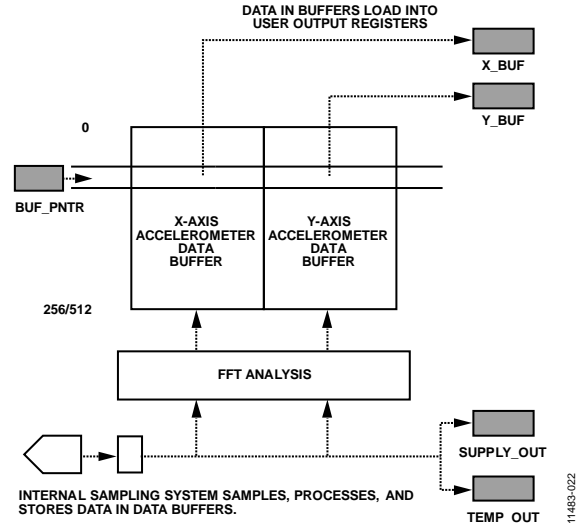 DATA IN BUFFERS LOAD INTO
USER OUTPUT REGISTERS
X_BUF
Y_BUF
0
BUF_PNTR
X-AXIS
ACCELEROMETER
DATA
BUFFER
Y-AXIS
ACCELEROMETER
DATA
BUFFER
256/512
FFT ANALYSIS
SUPPLY_OUT
INTERNAL SAMPLING SYSTEM SAMPLES, PROCESSES, AND
STORES DATA IN DATA BUFFERS.
TEMP_OUT
11483-022